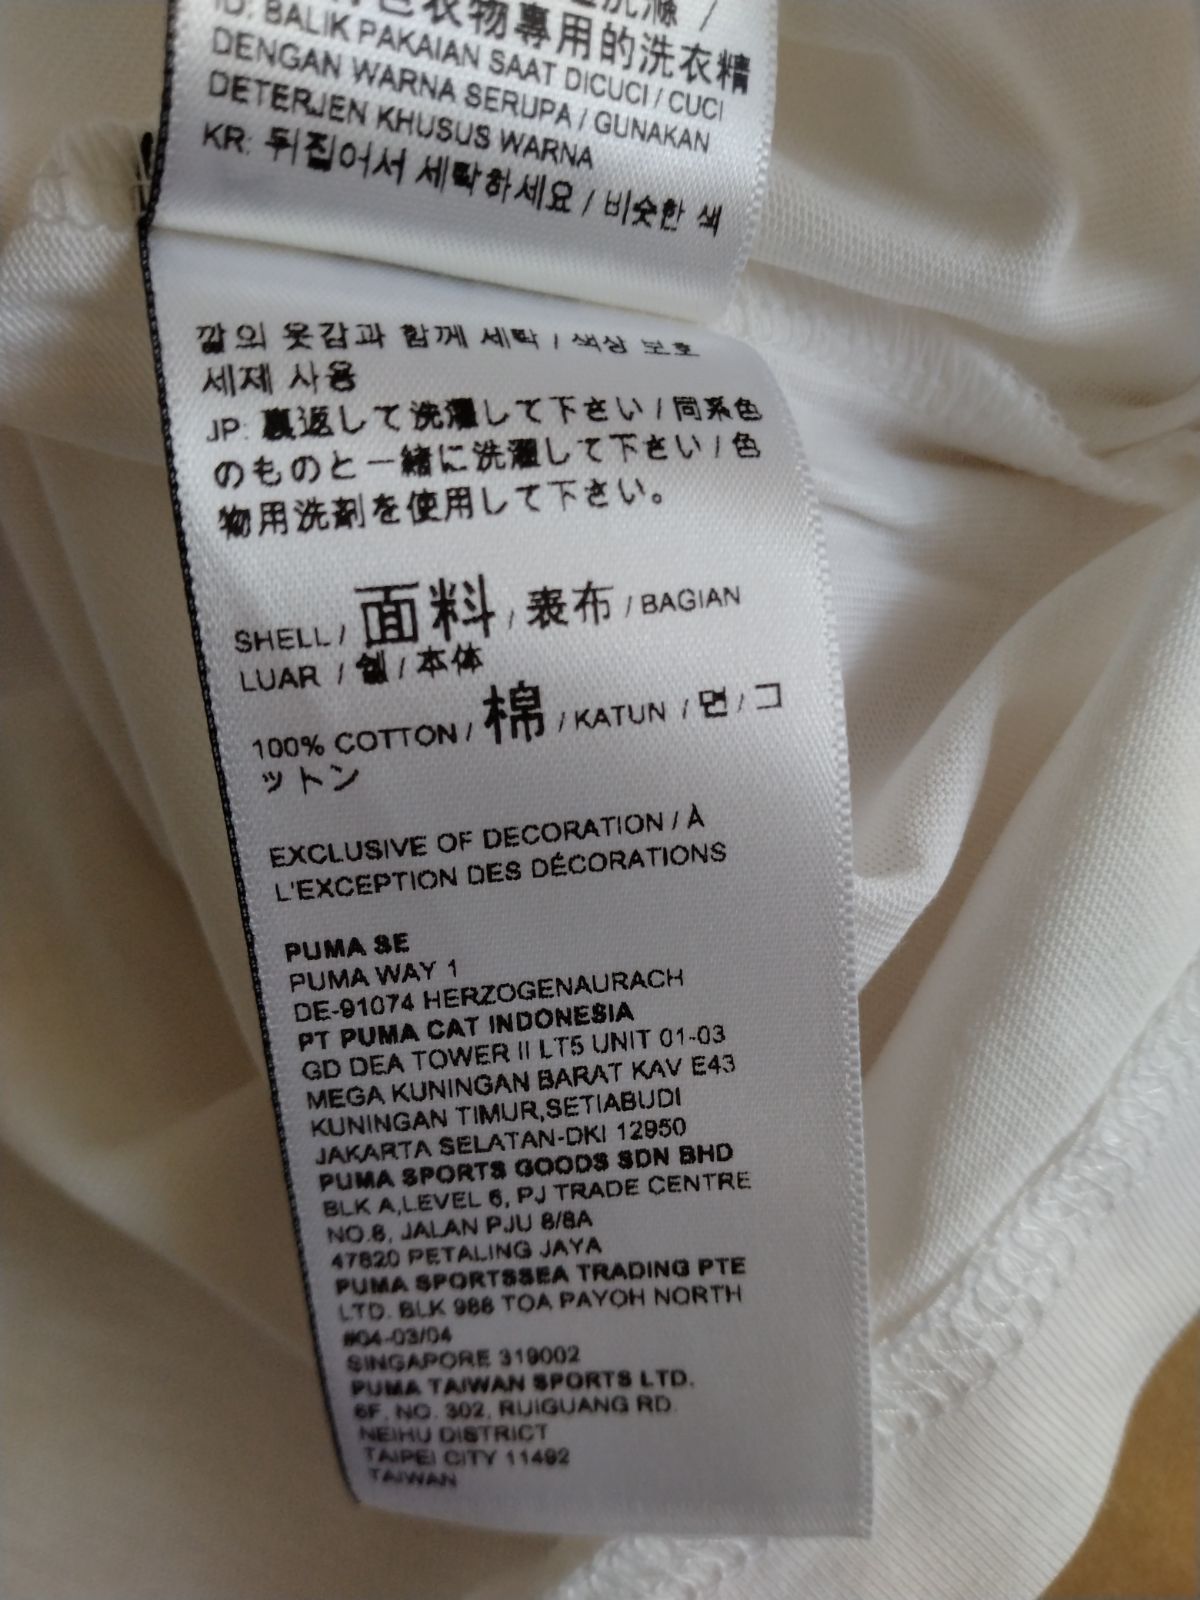 衣物專用的洗衣精
ID: BALIK PAKAIAN SAAT DICUCI / CUCI
DENGAN WARNA SERUPA / GUNAKAN
DETERJEN KHUSUS WARNA
KR: 뒤집어서 세탁하세요 / 비슷한 색
깔의 옷감과 함께 세탁 / 색상 보호
세제 사용
JP: 裏返して洗濯して下さい / 同系色
のものと一緒に洗濯して下さい / 色
物用洗剤を使用して下さい。
SHELL / 面料 / 表布 / BAGIAN
LUAR / 쉘 / 本体
100% COTTON / 棉 / KATUN / 면 / コ
ットン
EXCLUSIVE OF DECORATION / À
L'EXCEPTION DES DÉCORATIONS
PUMA SE
PUMA WAY 1
DE-91074 HERZOGENAURACH
PT PUMA CAT INDONESIA
GD DEA TOWER II LT5 UNIT 01-03
MEGA KUNINGAN BARAT KAV E43
KUNINGAN TIMUR,SETIABUDI
JAKARTA SELATAN-DKI 12950
PUMA SPORTS GOODS SDN BHD
BLK A,LEVEL 6, PJ TRADE CENTRE
NO.8, JALAN PJU 8/8A
47820 PETALING JAYA
PUMA SPORTSSEA TRADING PTE
LTD. BLK 988 TOA PAYOH NORTH
#04-03/04
SINGAPORE 319002
PUMA TAIWAN SPORTS LTD.
6F, NO. 302, RUIGUANG RD.
NEIHU DISTRICT
TAIPEI CITY 11492
TAIWAN